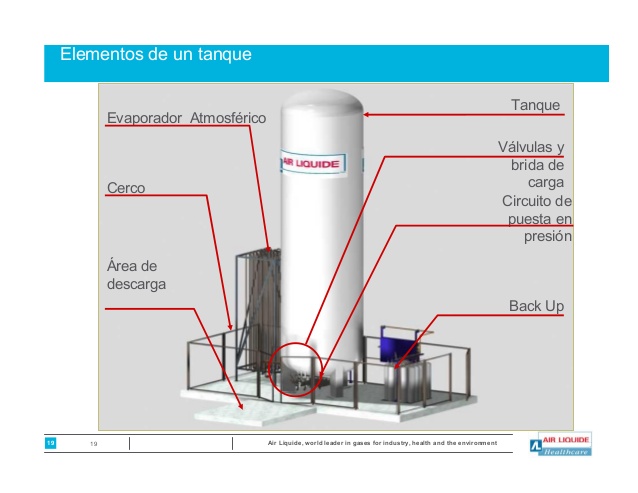 Elementos de un tanque
Evaporador Atmosférico
Cerco
Área de
descarga
Tanque
Válvulas y
brida de
carga
Circuito de
puesta en
presión
Back Up
AIR LIQUIDE
19
19
Air Liquide, world leader in gases for industry, health and the environment
AIR LIQUIDE
Healthcare